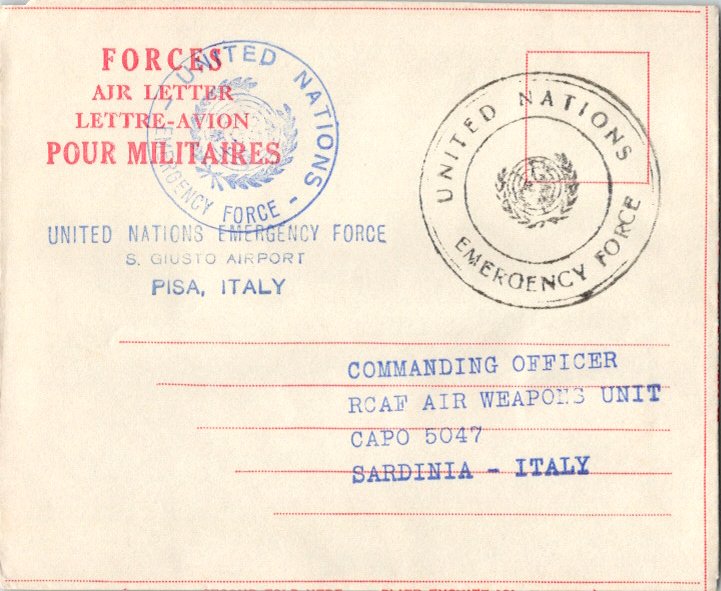 FORCES
AIR LETTER
LETTRE-AVION
POUR MILITAIRES
UNITED NATIONS
EMERGENCY FORCE
UNITED NATIONS
EMERGENCY FORCE
UNITED NATIONS EMERGENCY FORCE
S. GIUSTO AIRPORT
PISA, ITALY
COMMANDING OFFICER
RCAF AIR WEAPONS UNIT
CAPO 5047
SARDINIA - ITALY